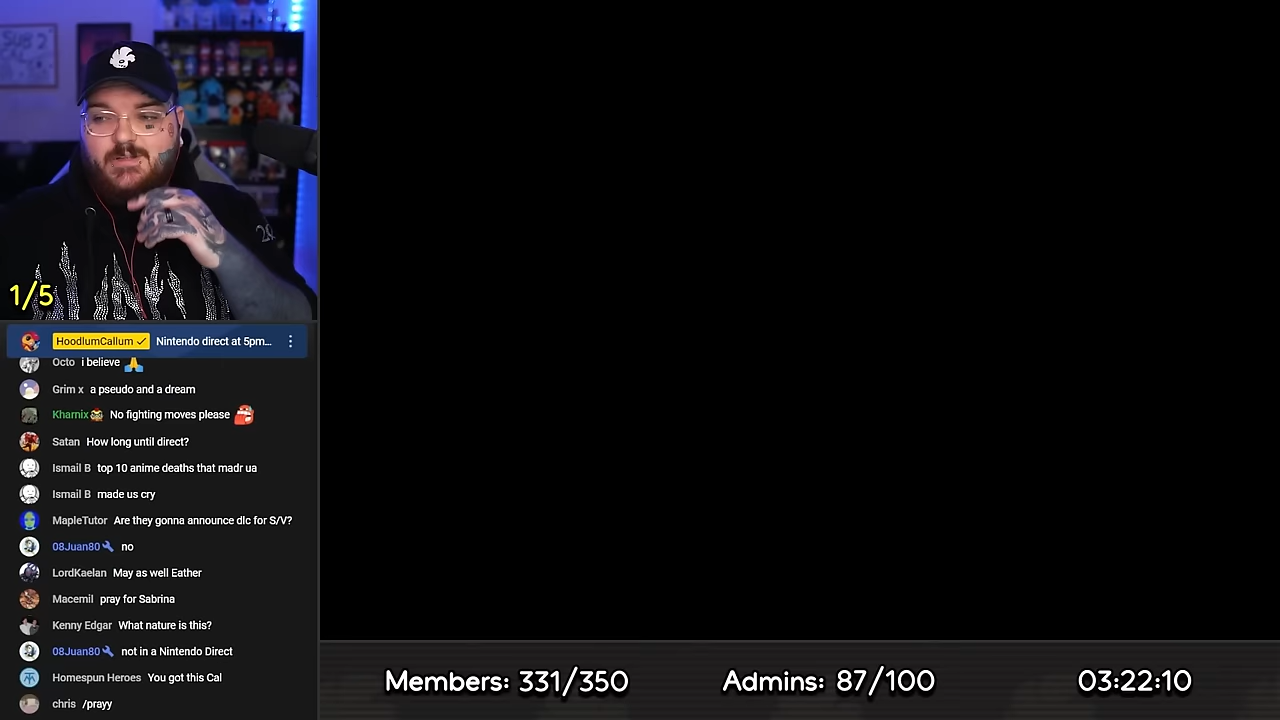 SUB 2
1/5
HoodlumCallum Nintendo direct at 5pm...
Octo i believe
Grim x a pseudo and a dream
Kharnix No fighting moves please
Satan How long until direct?
Ismail B top 10 anime deaths that madr ua
Ismail B made us cry
MapleTutor Are they gonna announce dlc for S/V?
08Juan80 no
LordKaelan May as well Eather
Macemil pray for Sabrina
Kenny Edgar What nature is this?
08Juan80 not in a Nintendo Direct
Homespun Heroes You got this Cal
chris /prayy
Members: 331/350
Admins: 87/100
03:22:10